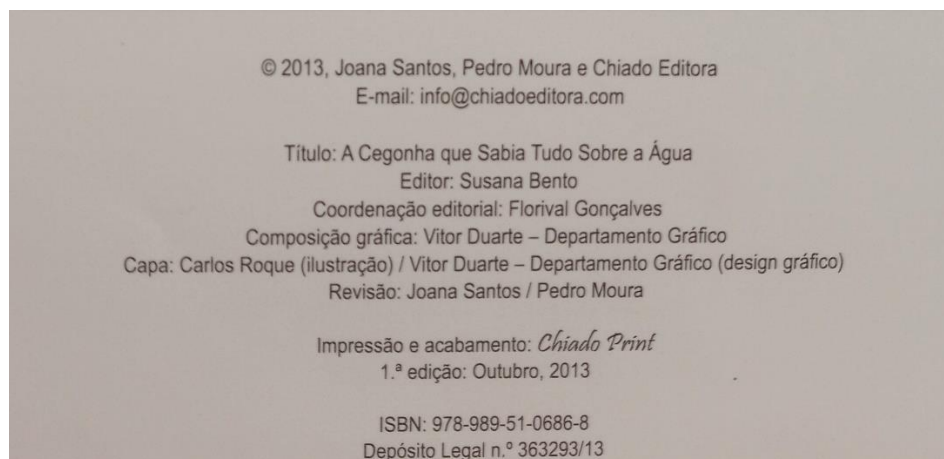 © 2013, Joana Santos, Pedro Moura e Chiado Editora
E-mail: info@chiadoeditora.com
Título: A Cegonha que Sabia Tudo Sobre a Água
Editor: Susana Bento
Coordenação editorial: Florival Gonçalves
Composição gráfica: Vitor Duarte – Departamento Gráfico
Capa: Carlos Roque (ilustração) / Vitor Duarte – Departamento Gráfico (design gráfico)
Revisão: Joana Santos / Pedro Moura
Impressão e acabamento: Chiado Print
1.ª edição: Outubro, 2013
ISBN: 978-989-51-0686-8
Depósito Legal n.º 363293/13